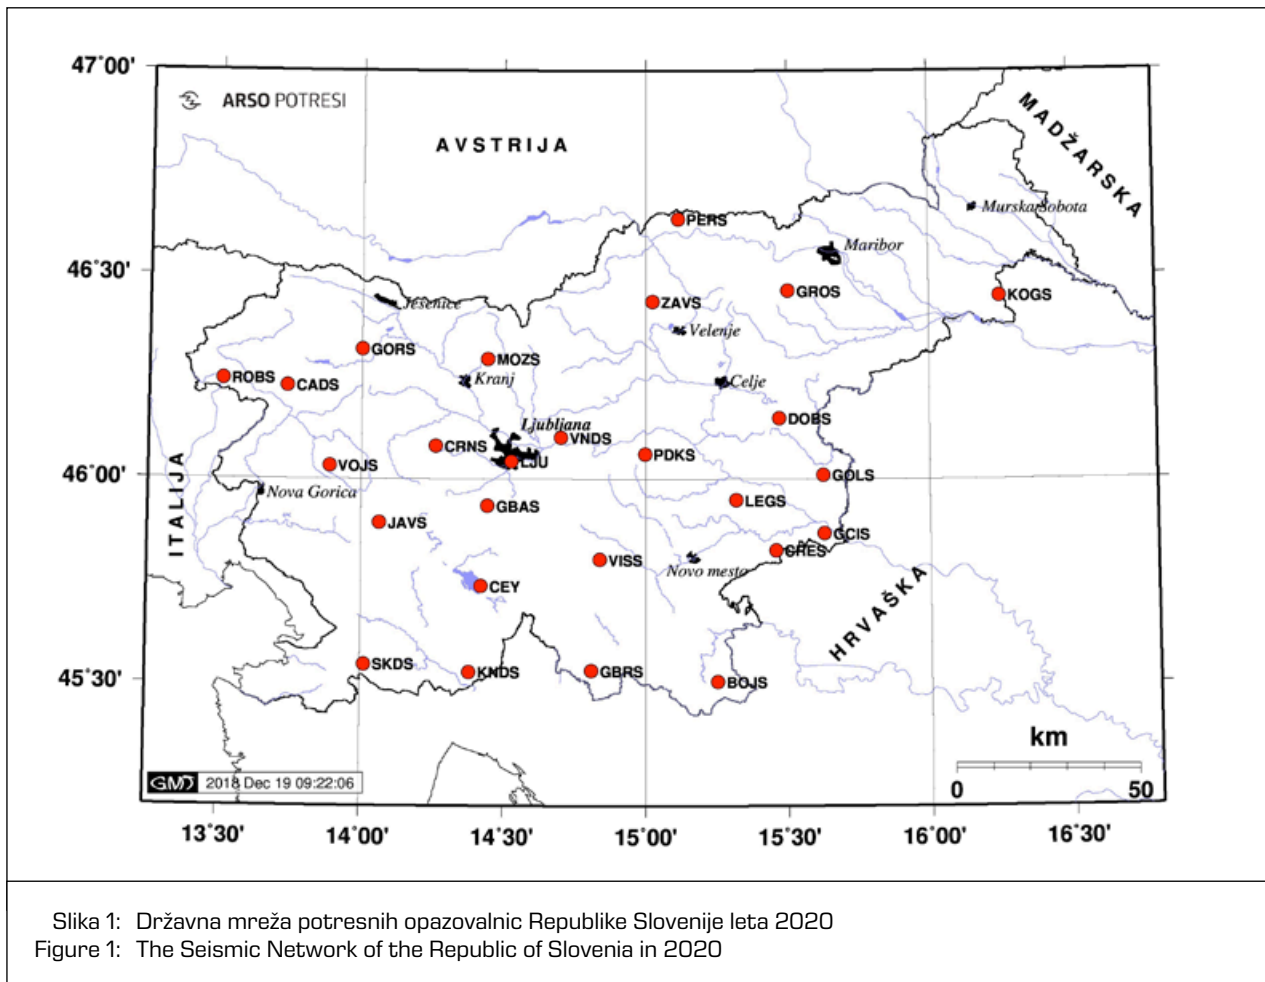 47°00'
ARSO POTRESI
AVSTRIJA
MADŽARSKA
Murska Sobota
PERS
Maribor
46°30'
ZAVS
GROS
KOGS
Jesenice
Velenje
GORS
MOZS
ROBS
CADS
Kranj
Celje
DOBS
Ljubljana
CRNS
VNDS
VOJS
LJU
PDKS
46°00'
GOLS
ITALIJA
Nova Gorica
GBAS
LEGS
JAVS
GCIS
CRES
VISS
Novo mesto
CEY
HRVAŠKA
SKDS
KNDS
GBRS
BOJS
45°30'
km
0
50
GMT 2018 Dec 19 09:22:06
13°30'
14°00'
14°30'
15°00'
15°30'
16°00'
16°30'
Slika 1: Državna mreža potresnih opazovalnic Republike Slovenije leta 2020
Figure 1: The Seismic Network of the Republic of Slovenia in 2020